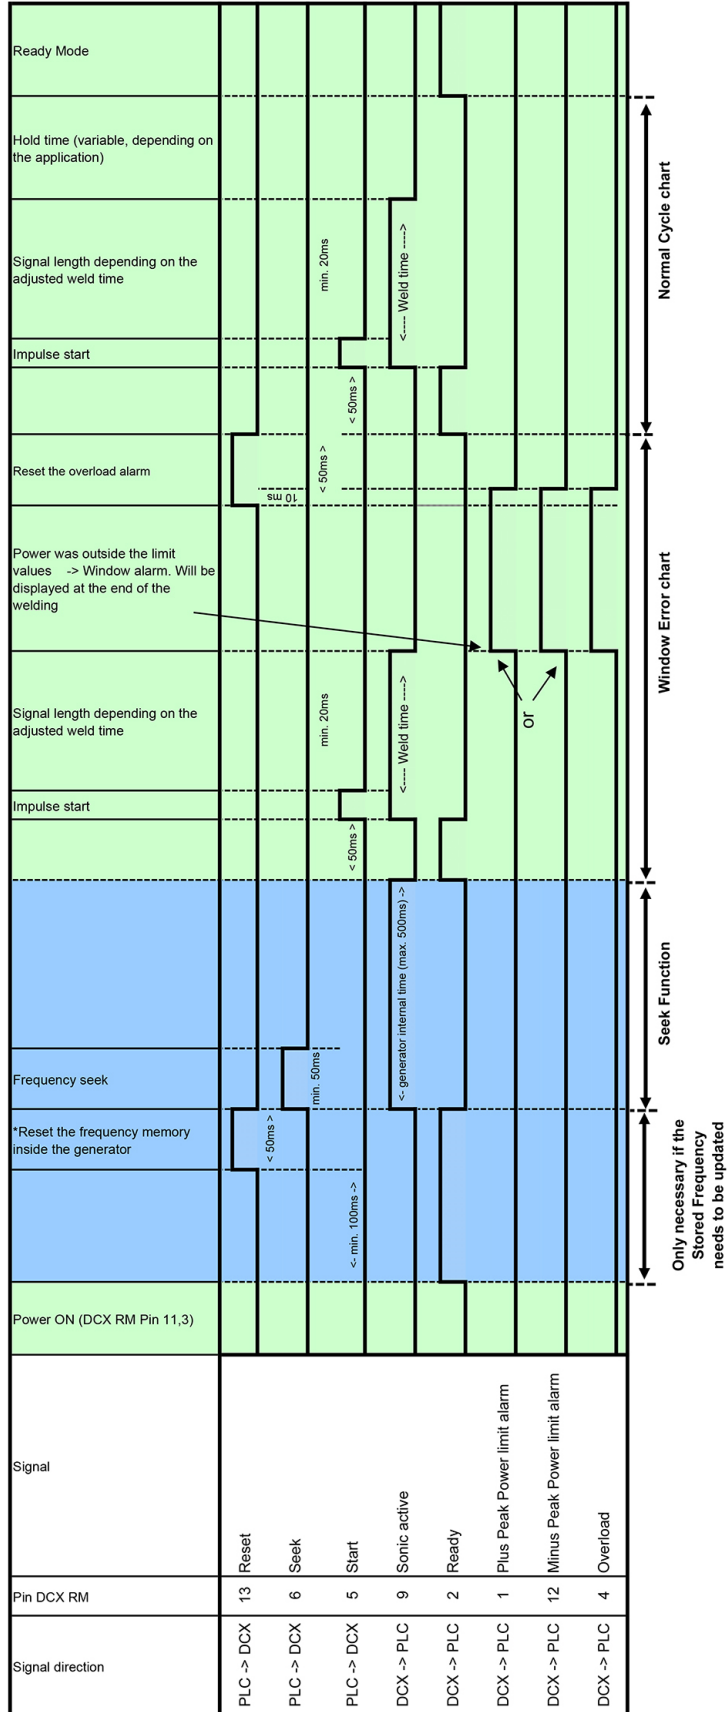 Ready Mode
Hold time (variable, depending on
the application)
Signal length depending on the
adjusted weld time
min. 20ms
<---- Weld time ---->
Impulse start
< 50ms >
Normal Cycle chart
Reset the overload alarm
10 ms
< 50ms >
Power was outside the limit
values -> Window alarm. Will be
displayed at the end of the
welding
Signal length depending on the
adjusted weld time
min. 20ms
<---- Weld time ---->
or
Impulse start
< 50ms >
Window Error chart
<- generator internal time (max. 500ms) ->
Frequency seek
min. 50ms
Seek Function
*Reset the frequency memory
inside the generator
< 50ms >
<- min. 100ms ->
Only necessary if the
Stored Frequency
needs to be updated
Power ON (DCX RM Pin 11,3)
Signal
Reset
Seek
Start
Sonic active
Ready
Plus Peak Power limit alarm
Minus Peak Power limit alarm
Overload
Pin DCX RM
13
6
5
9
2
1
12
4
Signal direction
PLC -> DCX
PLC -> DCX
PLC -> DCX
DCX -> PLC
DCX -> PLC
DCX -> PLC
DCX -> PLC
DCX -> PLC